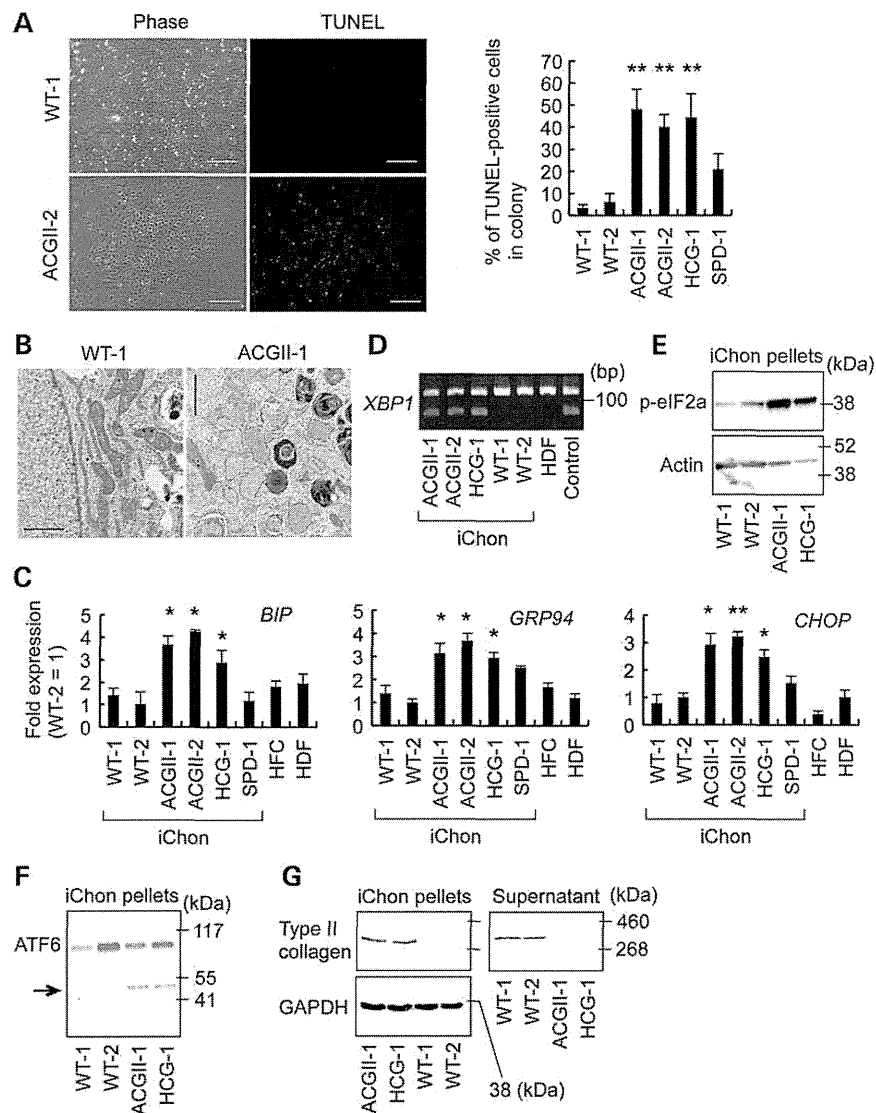 A
Phase
TUNEL
WT-1
ACGII-2
% of TUNEL-positive cells
in colony
70
60
50
40
30
20
10
0
** ** **
WT-1
WT-2
ACGII-1
ACGII-2
HCG-1
SPD-1
B
WT-1
ACGII-1
D
XBP1
(bp)
100
ACGII-1
ACGII-2
HCG-1
WT-1
WT-2
HDF
Control
iChon
E
iChon pellets
(kDa)
p-eIF2a
38
Actin
52
38
WT-1
WT-2
ACGII-1
HCG-1
C
Fold expression
(WT-2 = 1)
BIP
5
4
3
2
1
0
* * *
WT-1
WT-2
ACGII-1
ACGII-2
HCG-1
SPD-1
HFC
HDF
iChon
GRP94
5
4
3
2
1
0
* * *
WT-1
WT-2
ACGII-1
ACGII-2
HCG-1
SPD-1
HFC
HDF
iChon
CHOP
4
3
2
1
0
* ** *
WT-1
WT-2
ACGII-1
ACGII-2
HCG-1
SPD-1
HFC
HDF
iChon
F
iChon pellets
(kDa)
ATF6
117
55
41
WT-1
WT-2
ACGII-1
HCG-1
G
iChon pellets
Supernatant
(kDa)
Type II
collagen
460
268
GAPDH
ACGII-1
HCG-1
WT-1
WT-2
WT-1
WT-2
ACGII-1
HCG-1
38 (kDa)